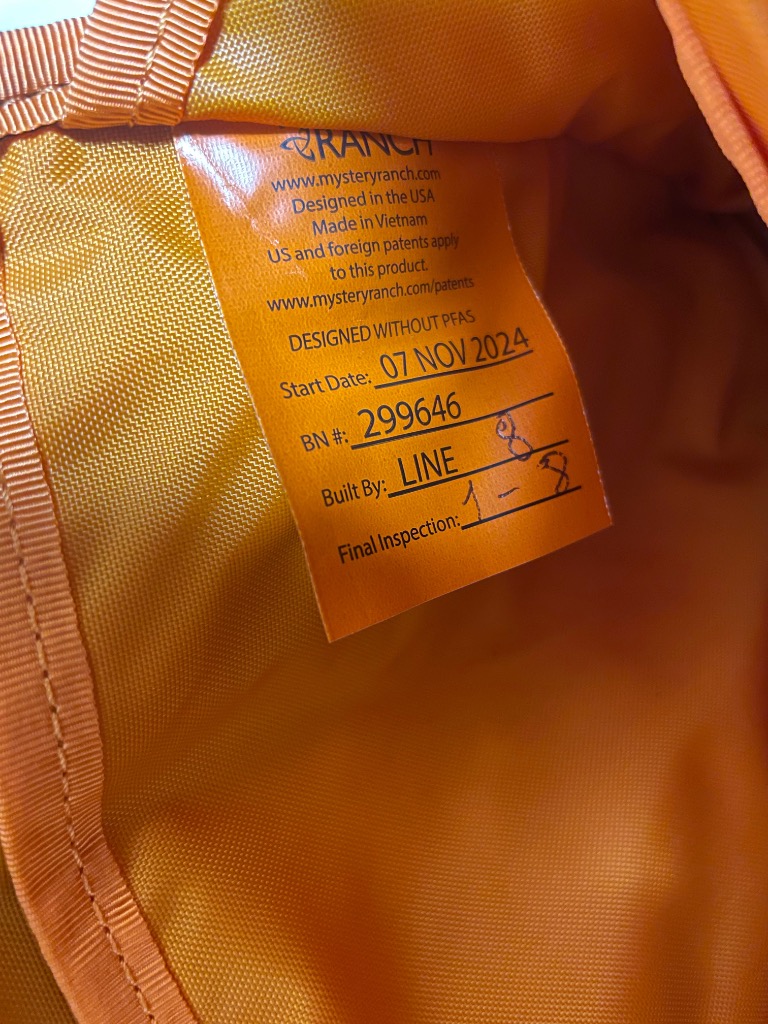 RANCH
www.mysteryranch.com
Designed in the USA
Made in Vietnam
US and foreign patents apply
to this product.
www.mysteryranch.com/patents
DESIGNED WITHOUT PFAS
Start Date: 07 NOV 2024
BN #: 299646
Built By: LINE 8
Final Inspection: 1-8